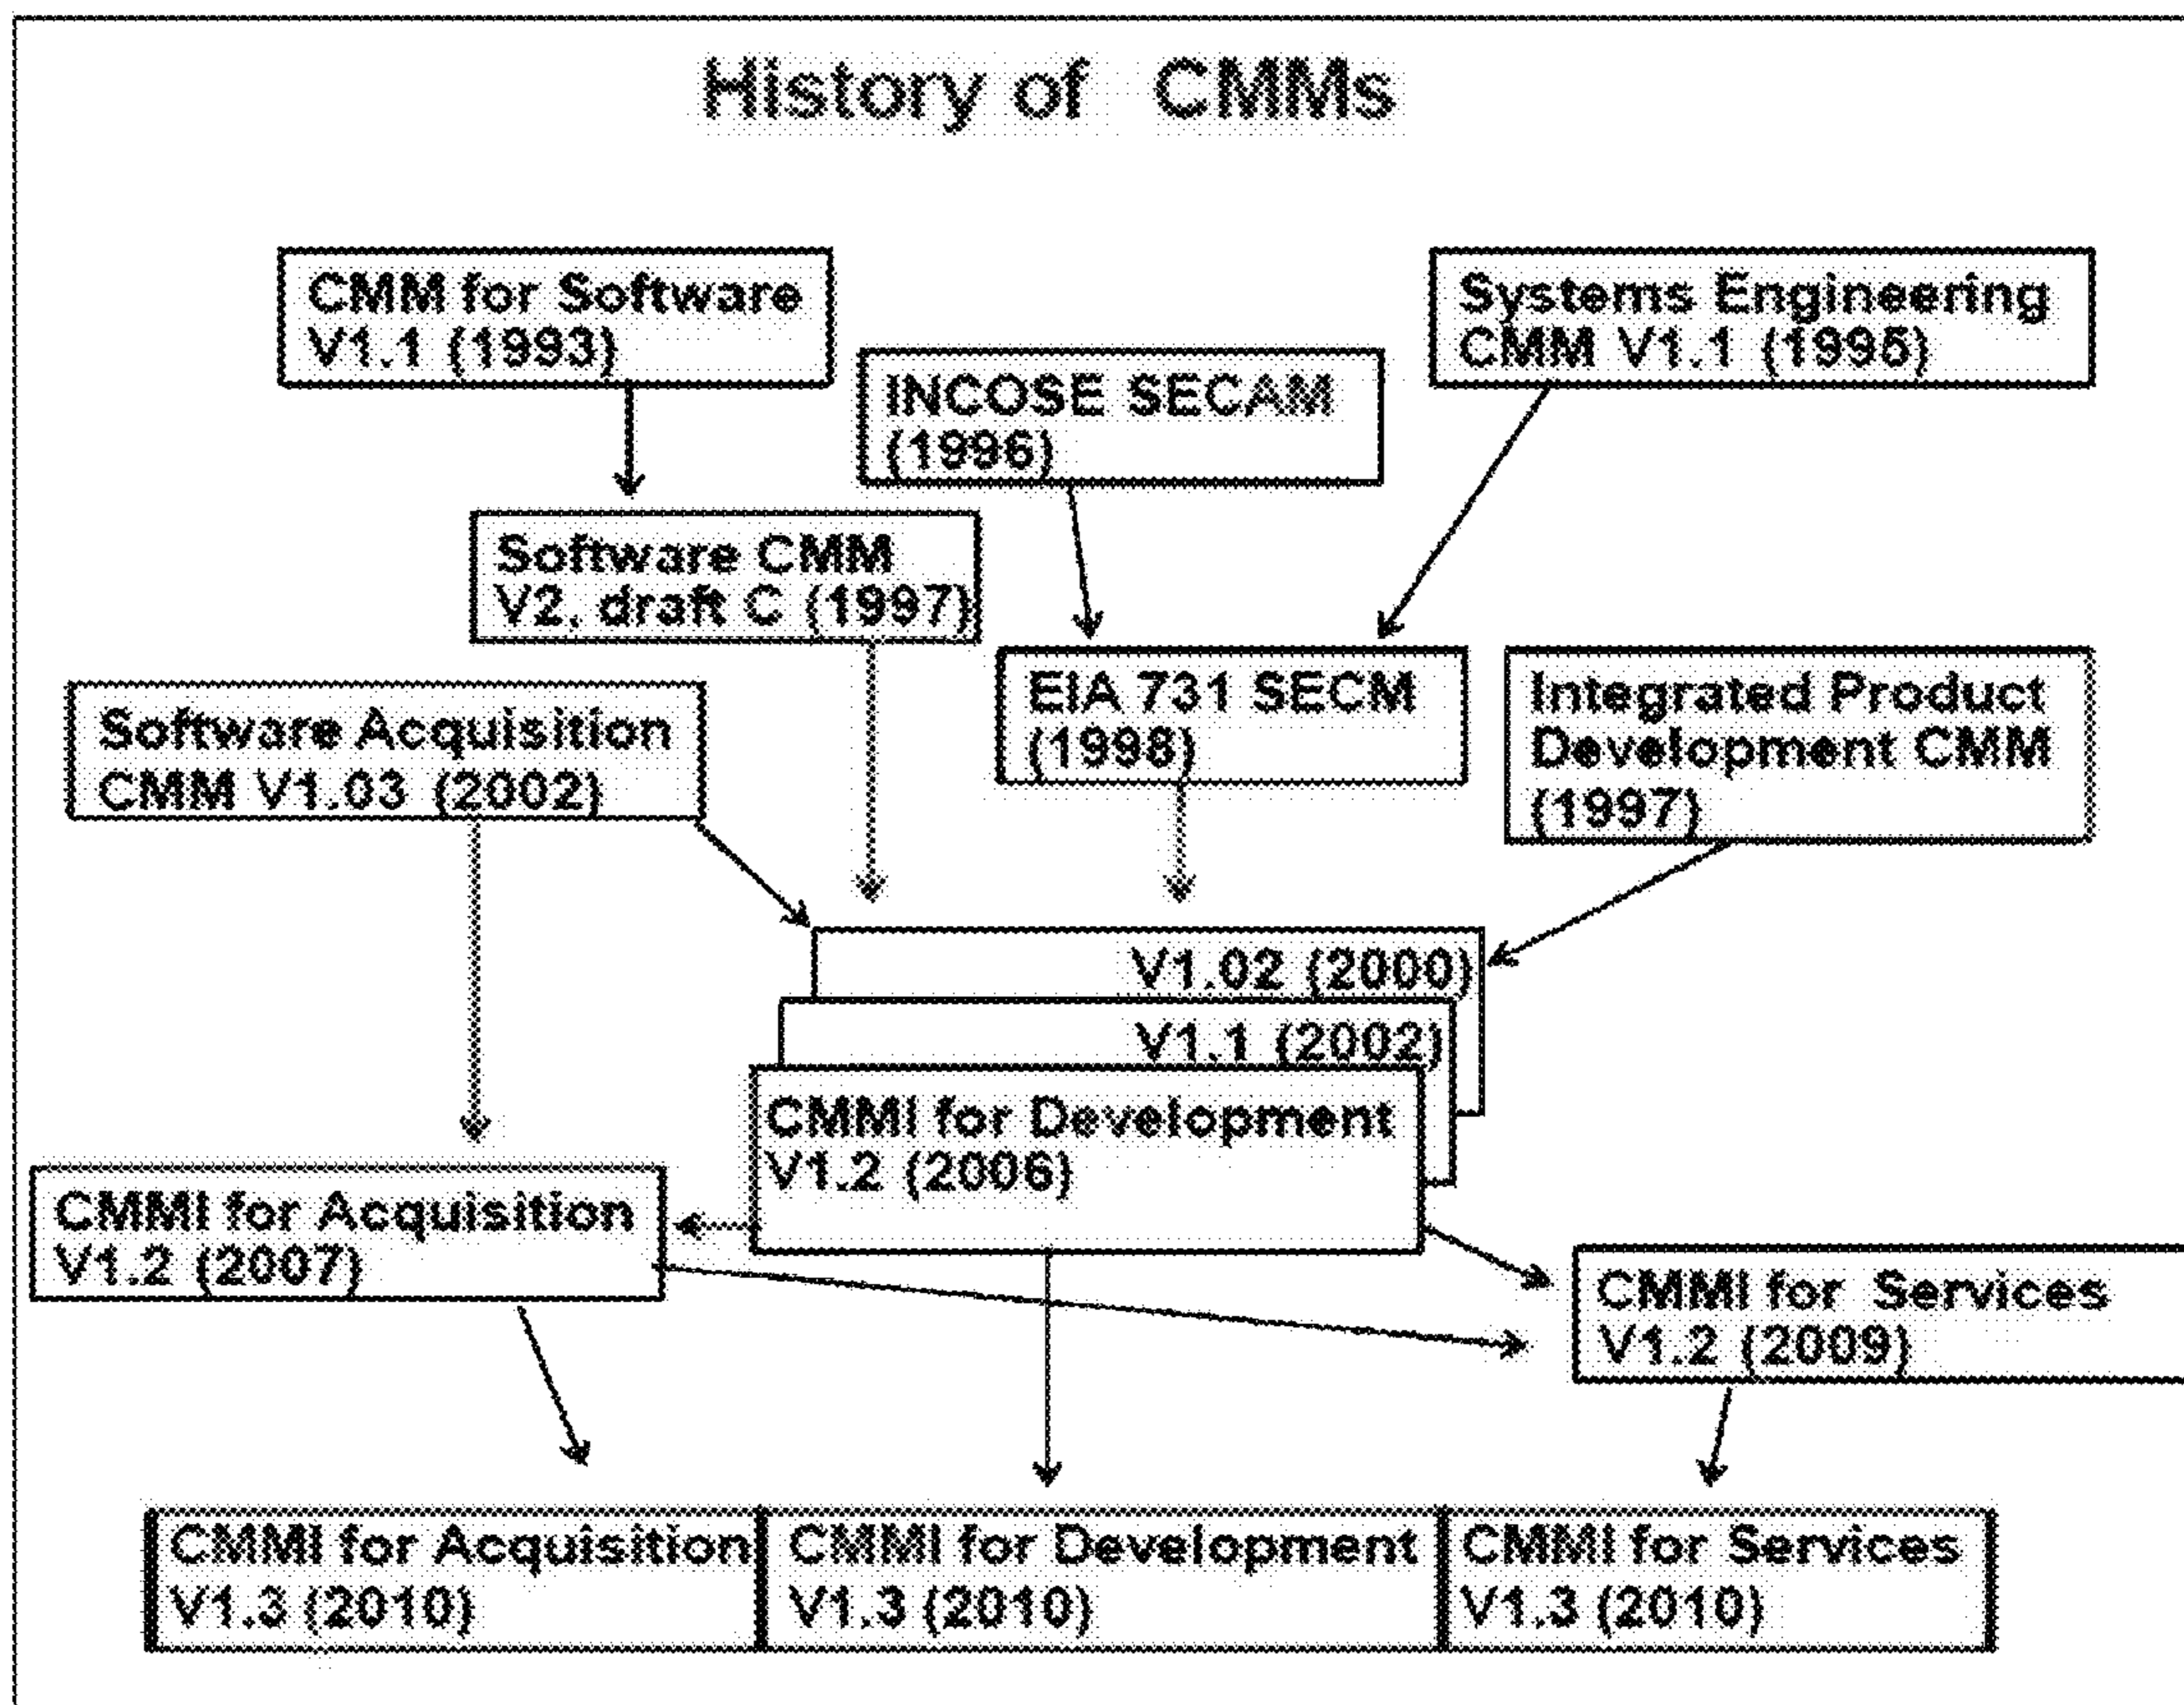 History of CMMs
CMM for Software
V1.1 (1993)
Systems Engineering
CMM V1.1 (1995)
INCOSE SECAM
(1996)
Software CMM
V2, draft C (1997)
EIA 731 SECM
(1998)
Integrated Product
Development CMM
(1997)
Software Acquisition
CMM V1.03 (2002)
V1.02 (2000)
V1.1 (2002)
CMMI for Development
V1.2 (2006)
CMMI for Acquisition
V1.2 (2007)
CMMI for Services
V1.2 (2009)
CMMI for Acquisition
V1.3 (2010)
CMMI for Development
V1.3 (2010)
CMMI for Services
V1.3 (2010)